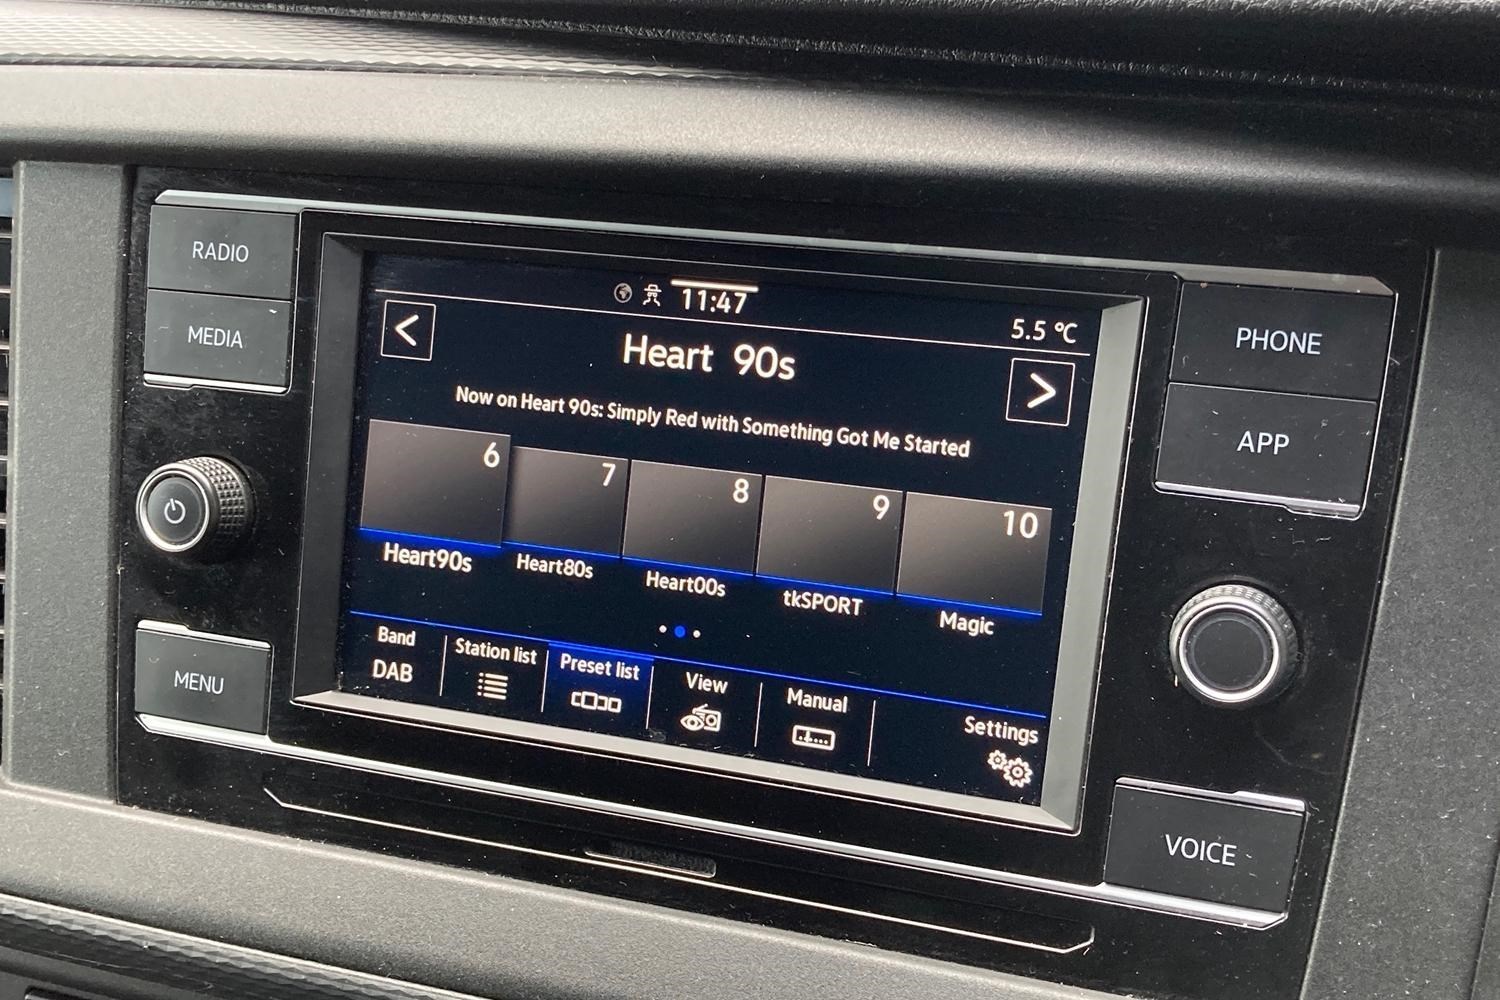 RADIO
MEDIA
MENU
11:47
5.5 °C
<
Heart 90s
>
Now on Heart 90s: Simply Red with Something Got Me Started
6
7
8
9
10
Heart90s
Heart80s
Heart00s
tkSPORT
Magic
Band
DAB
Station list
Preset list
View
Manual
Settings
PHONE
APP
VOICE